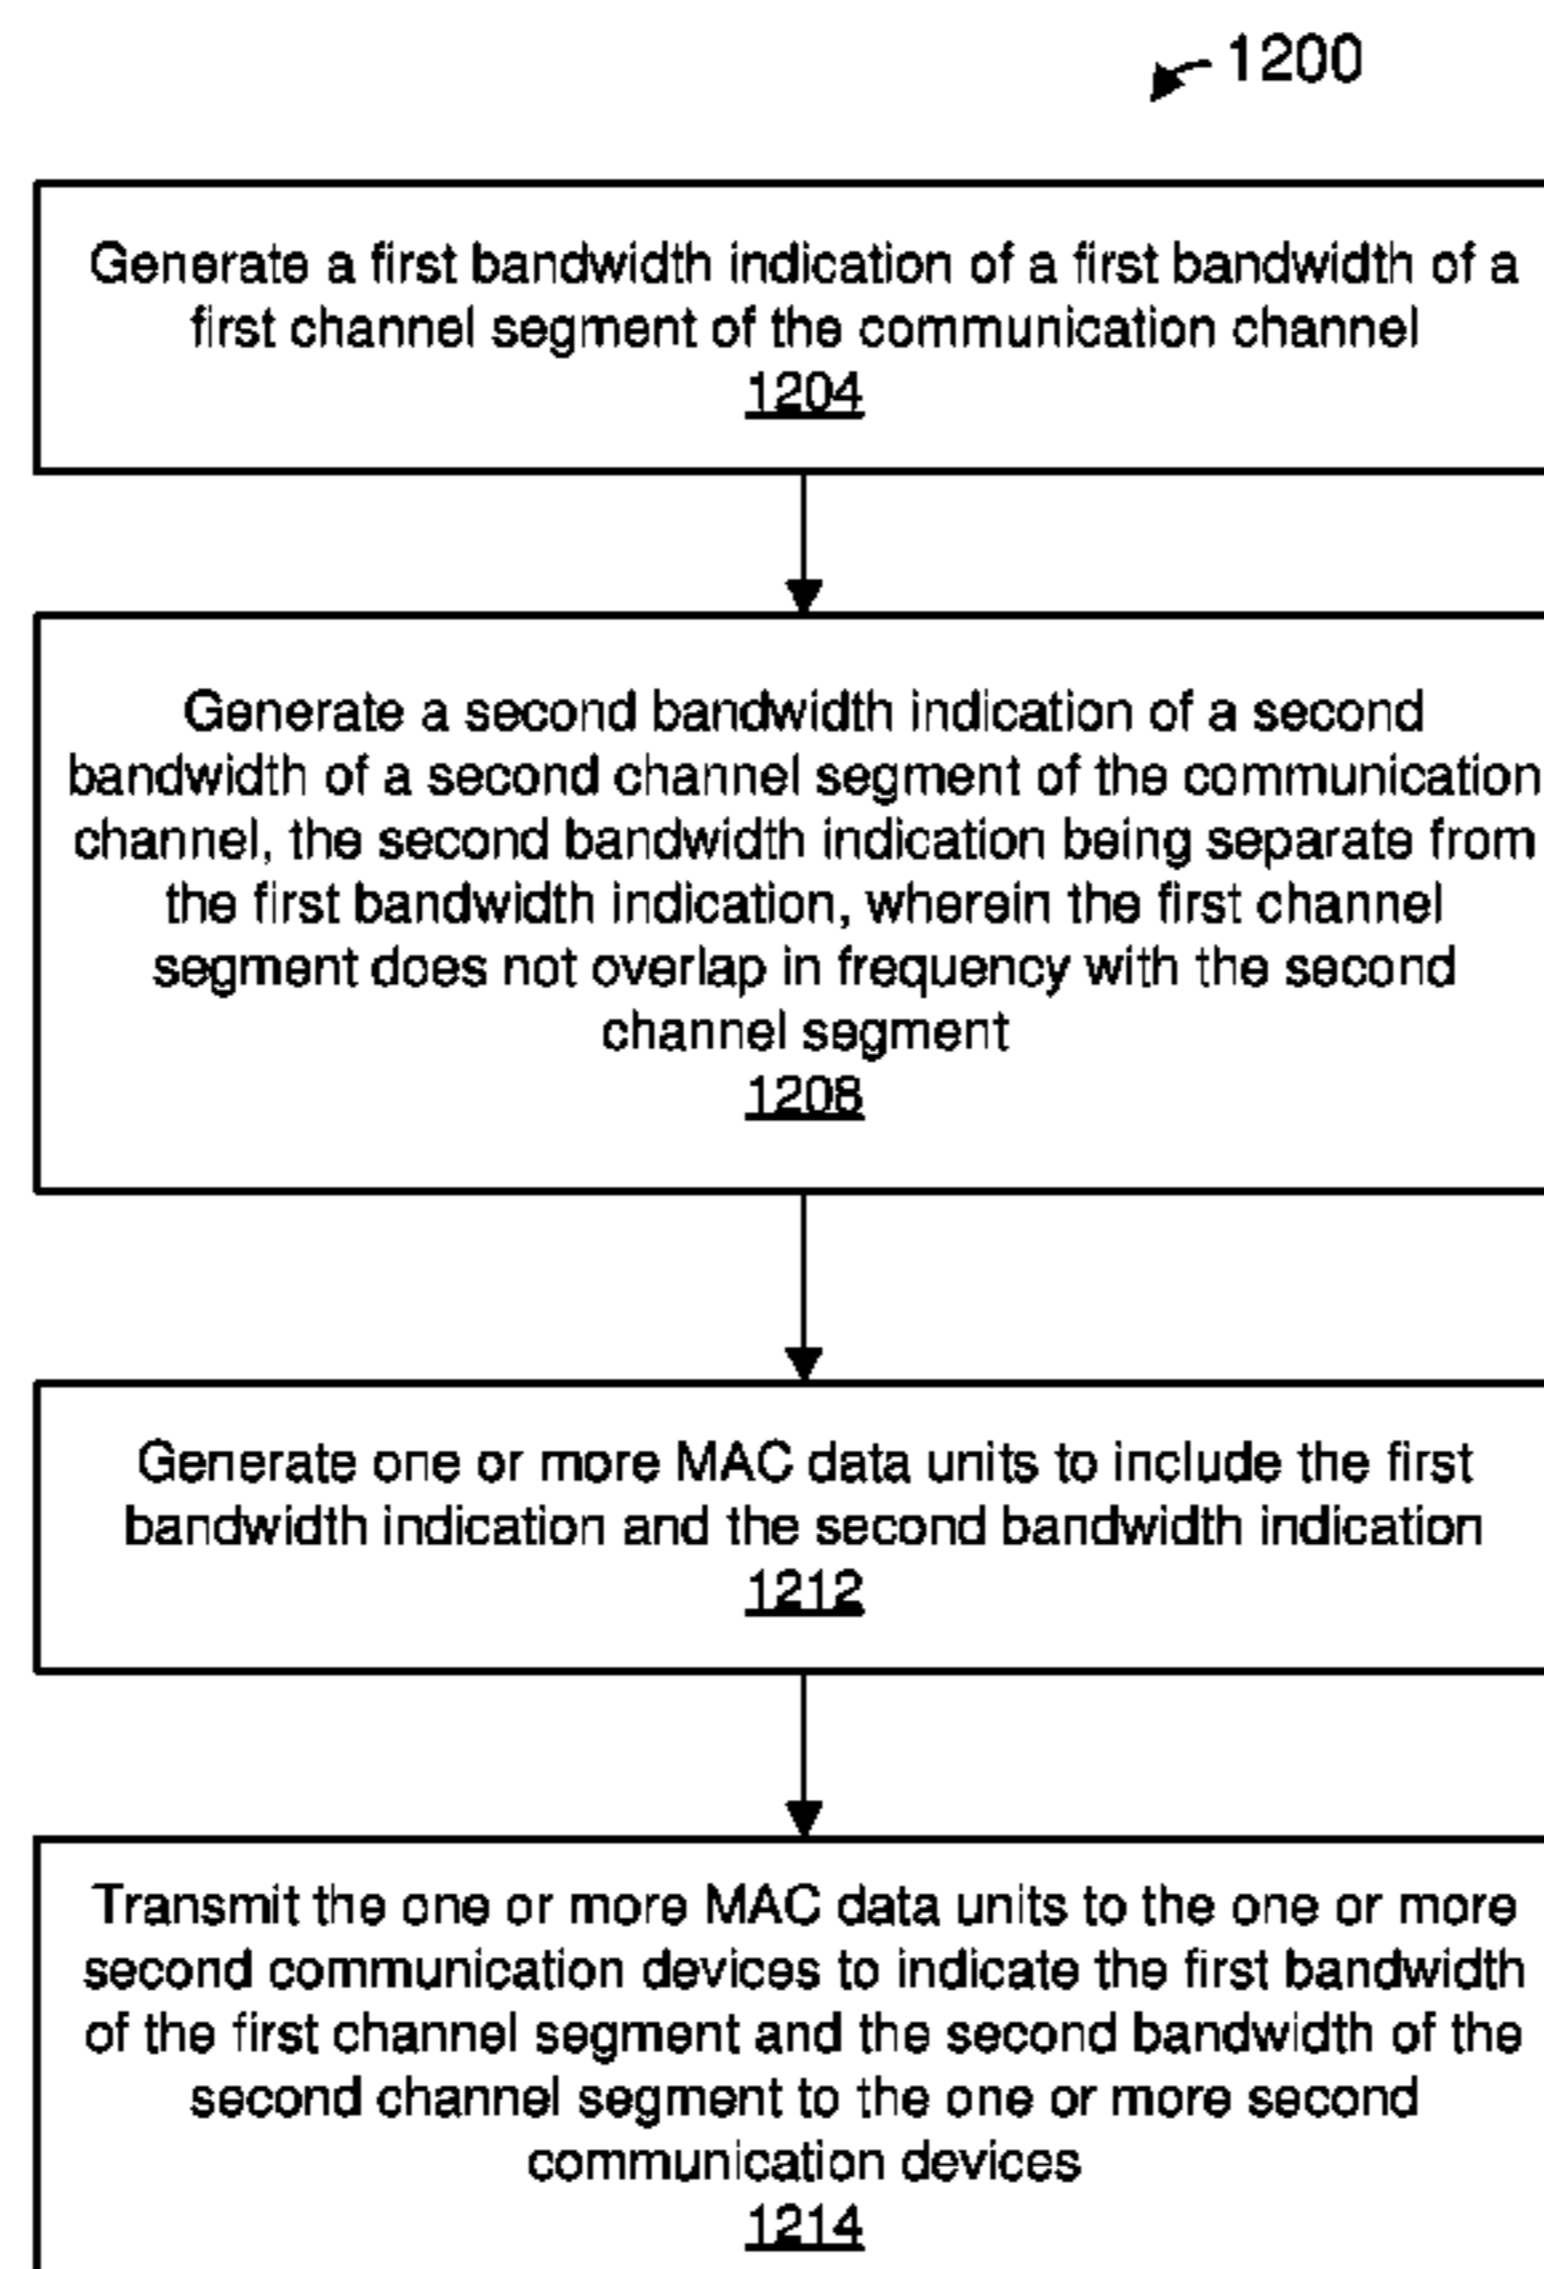 1200
Generate a first bandwidth indication of a first bandwidth of a
first channel segment of the communication channel
1204
Generate a second bandwidth indication of a second
bandwidth of a second channel segment of the communication
channel, the second bandwidth indication being separate from
the first bandwidth indication, wherein the first channel
segment does not overlap in frequency with the second
channel segment
1208
Generate one or more MAC data units to include the first
bandwidth indication and the second bandwidth indication
1212
Transmit the one or more MAC data units to the one or more
second communication devices to indicate the first bandwidth
of the first channel segment and the second bandwidth of the
second channel segment to the one or more second
communication devices
1214